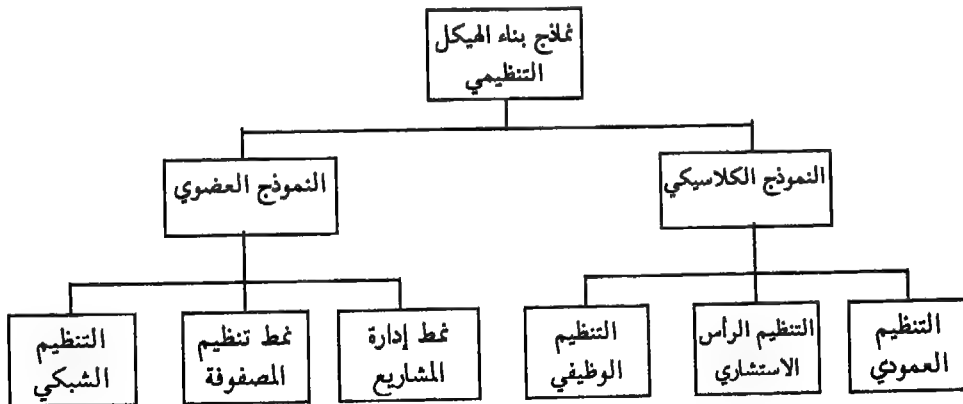 نماذج بناء الهيكل
التنظيمي
النموذج الكلاسيكي
النموذج العضوي
التنظيم
العمودي
التنظيم الرأس
الاستشاري
التنظيم
الوظيفي
نمط إدارة
المشاريع
نمط تنظيم
المصفوفة
التنظيم
الشبكي